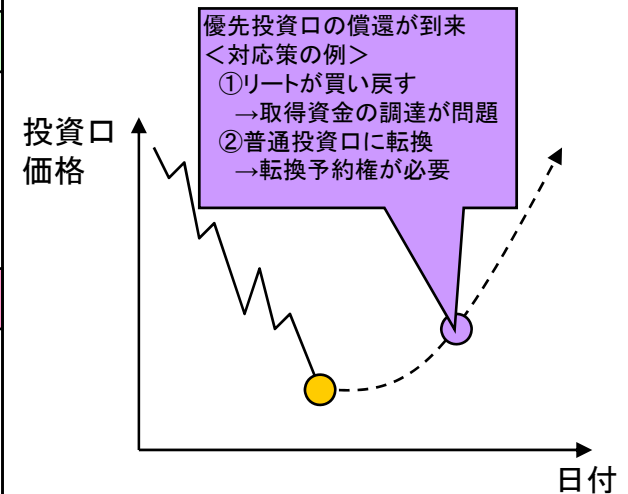 優先投資口の償還が到来
＜対応策の例＞
①リートが買い戻す
→取得資金の調達が問題
②普通投資口に転換
→転換予約権が必要
投資口
価格
日付